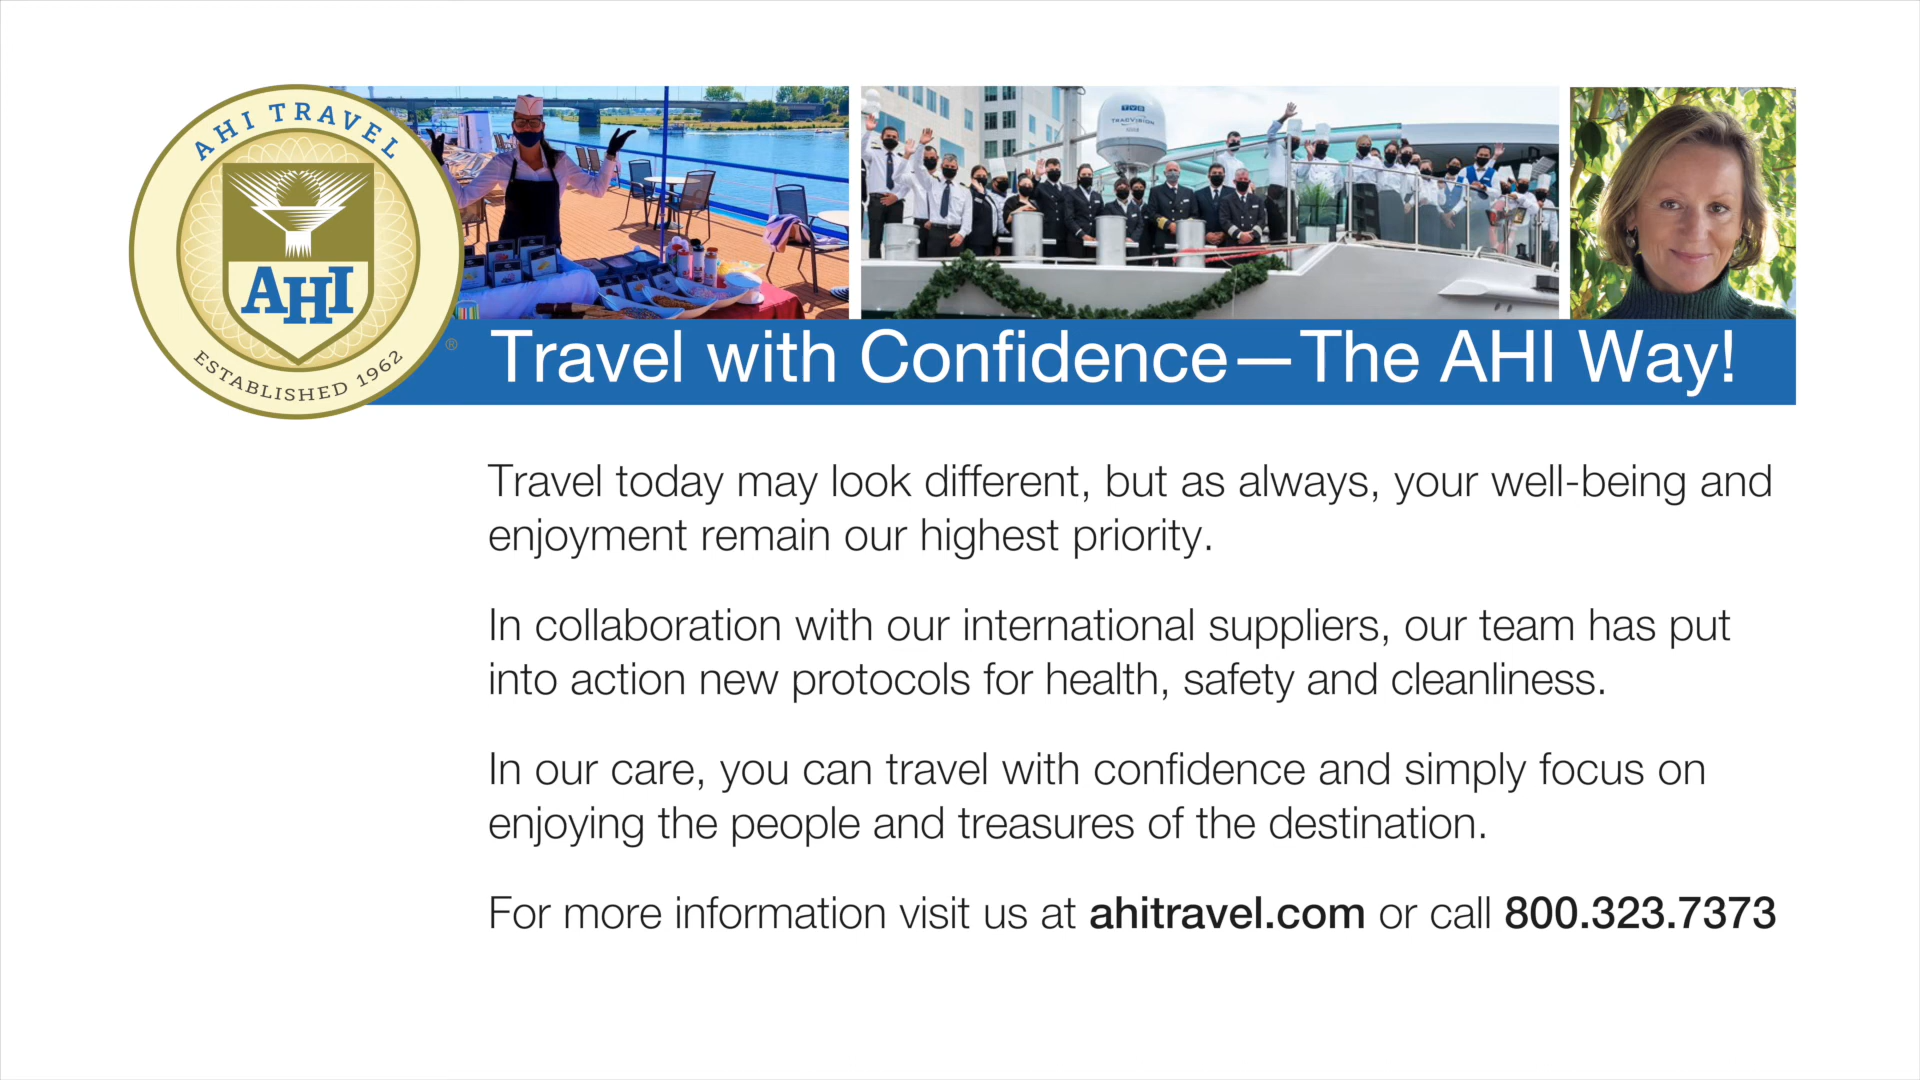 AHI TRAVEL
AHI
ESTABLISHED 1962
®
TracVision
Travel with Confidence—The AHI Way!
Travel today may look different, but as always, your well-being and
enjoyment remain our highest priority.
In collaboration with our international suppliers, our team has put
into action new protocols for health, safety and cleanliness.
In our care, you can travel with confidence and simply focus on
enjoying the people and treasures of the destination.
For more information visit us at ahitravel.com or call 800.323.7373